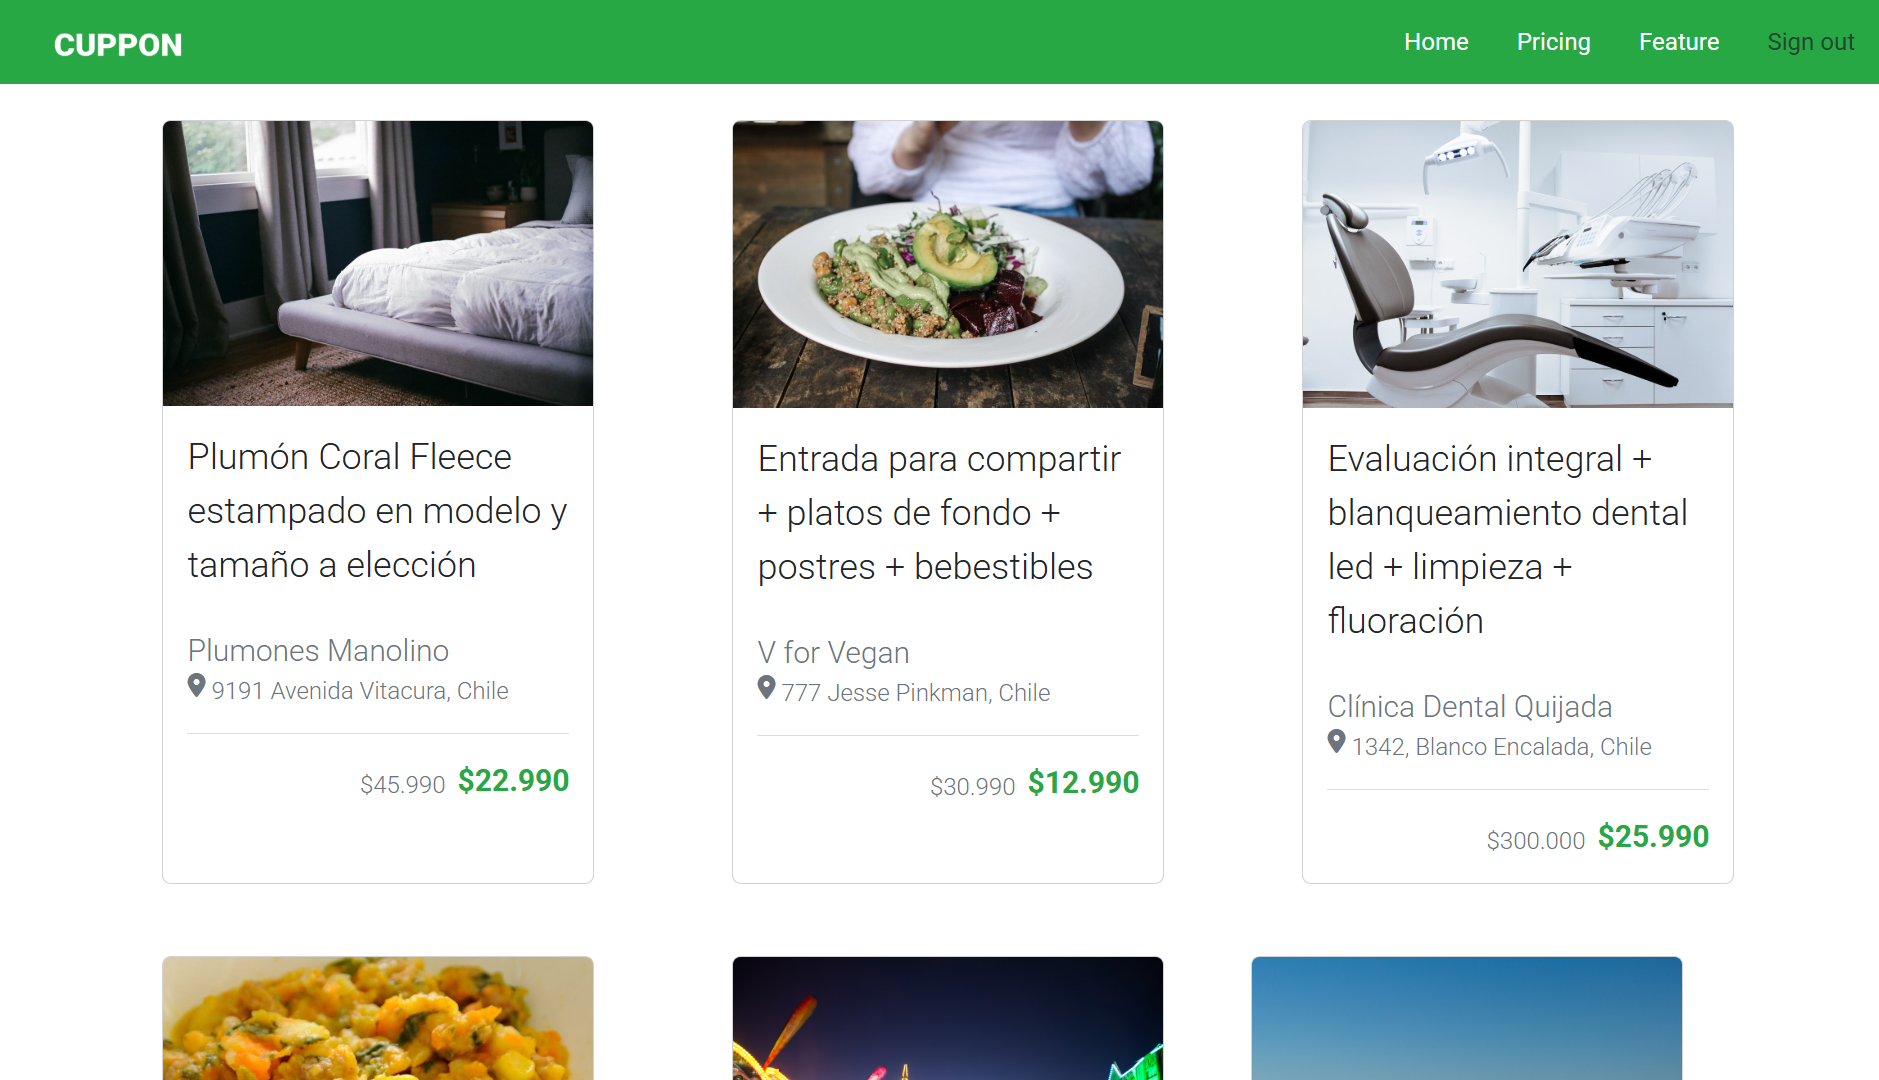 CUPPON
Home Pricing Feature Sign out
Plumón Coral Fleece
estampado en modelo y
tamaño a elección
Plumones Manolino
9191 Avenida Vitacura, Chile
$45.990 $22.990
Entrada para compartir
+ platos de fondo +
postres + bebestibles
V for Vegan
777 Jesse Pinkman, Chile
$30.990 $12.990
Evaluación integral +
blanqueamiento dental
led + limpieza +
fluoración
Clínica Dental Quijada
1342, Blanco Encalada, Chile
$300.000 $25.990